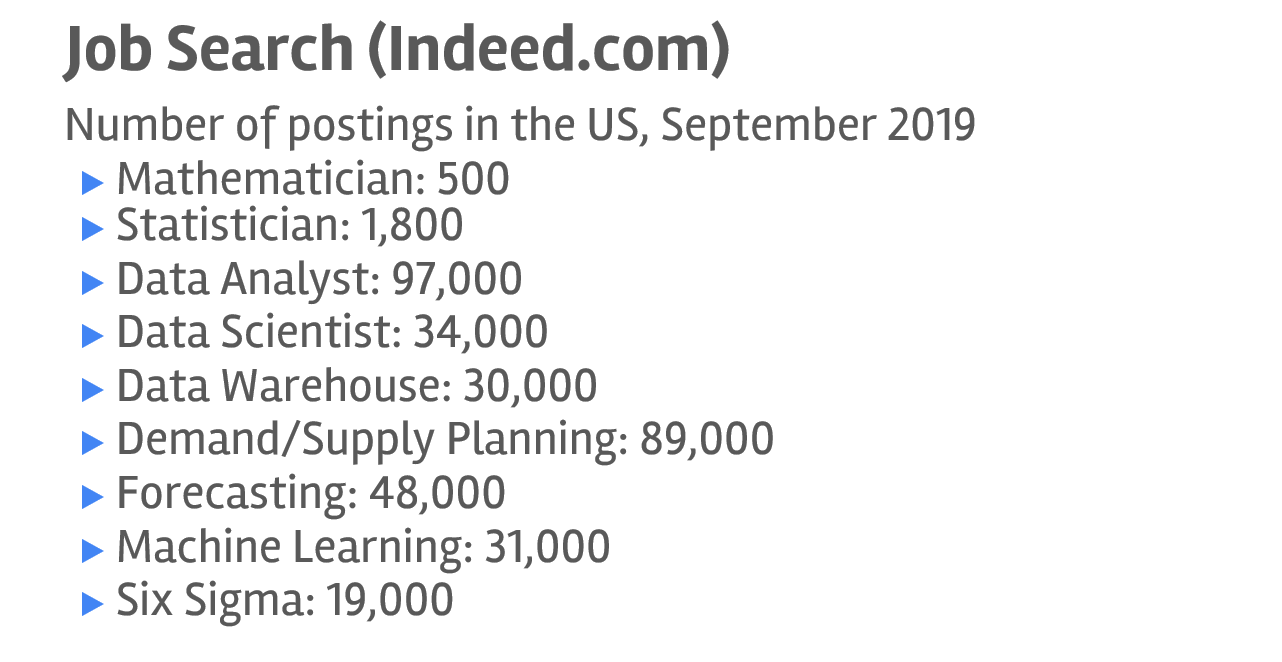 Job Search (Indeed.com)
Number of postings in the US, September 2019
▶ Mathematician: 500
▶ Statistician: 1,800
▶ Data Analyst: 97,000
▶ Data Scientist: 34,000
▶ Data Warehouse: 30,000
▶ Demand/Supply Planning: 89,000
▶ Forecasting: 48,000
▶ Machine Learning: 31,000
▶ Six Sigma: 19,000